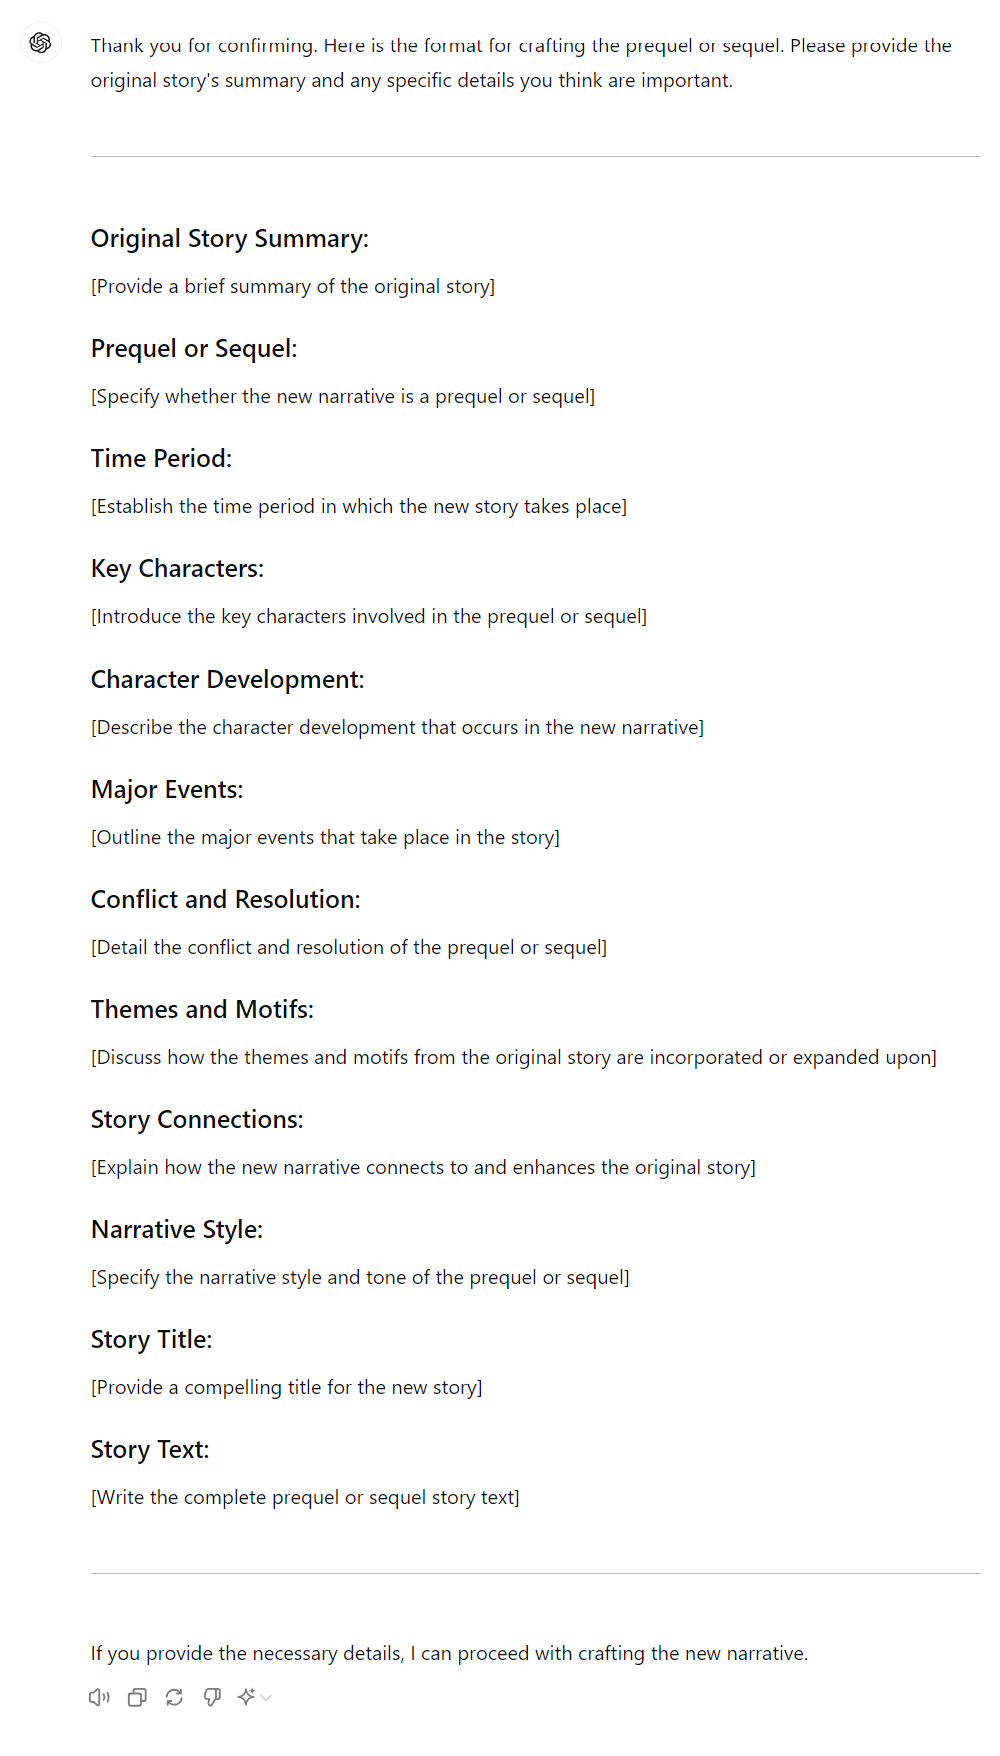 Thank you for confirming. Here is the format for crafting the prequel or sequel. Please provide the
original story's summary and any specific details you think are important.
Original Story Summary:
[Provide a brief summary of the original story]
Prequel or Sequel:
[Specify whether the new narrative is a prequel or sequel]
Time Period:
[Establish the time period in which the new story takes place]
Key Characters:
[Introduce the key characters involved in the prequel or sequel]
Character Development:
[Describe the character development that occurs in the new narrative]
Major Events:
[Outline the major events that take place in the story]
Conflict and Resolution:
[Detail the conflict and resolution of the prequel or sequel]
Themes and Motifs:
[Discuss how the themes and motifs from the original story are incorporated or expanded upon]
Story Connections:
[Explain how the new narrative connects to and enhances the original story]
Narrative Style:
[Specify the narrative style and tone of the prequel or sequel]
Story Title:
[Provide a compelling title for the new story]
Story Text:
[Write the complete prequel or sequel story text]
If you provide the necessary details, I can proceed with crafting the new narrative.